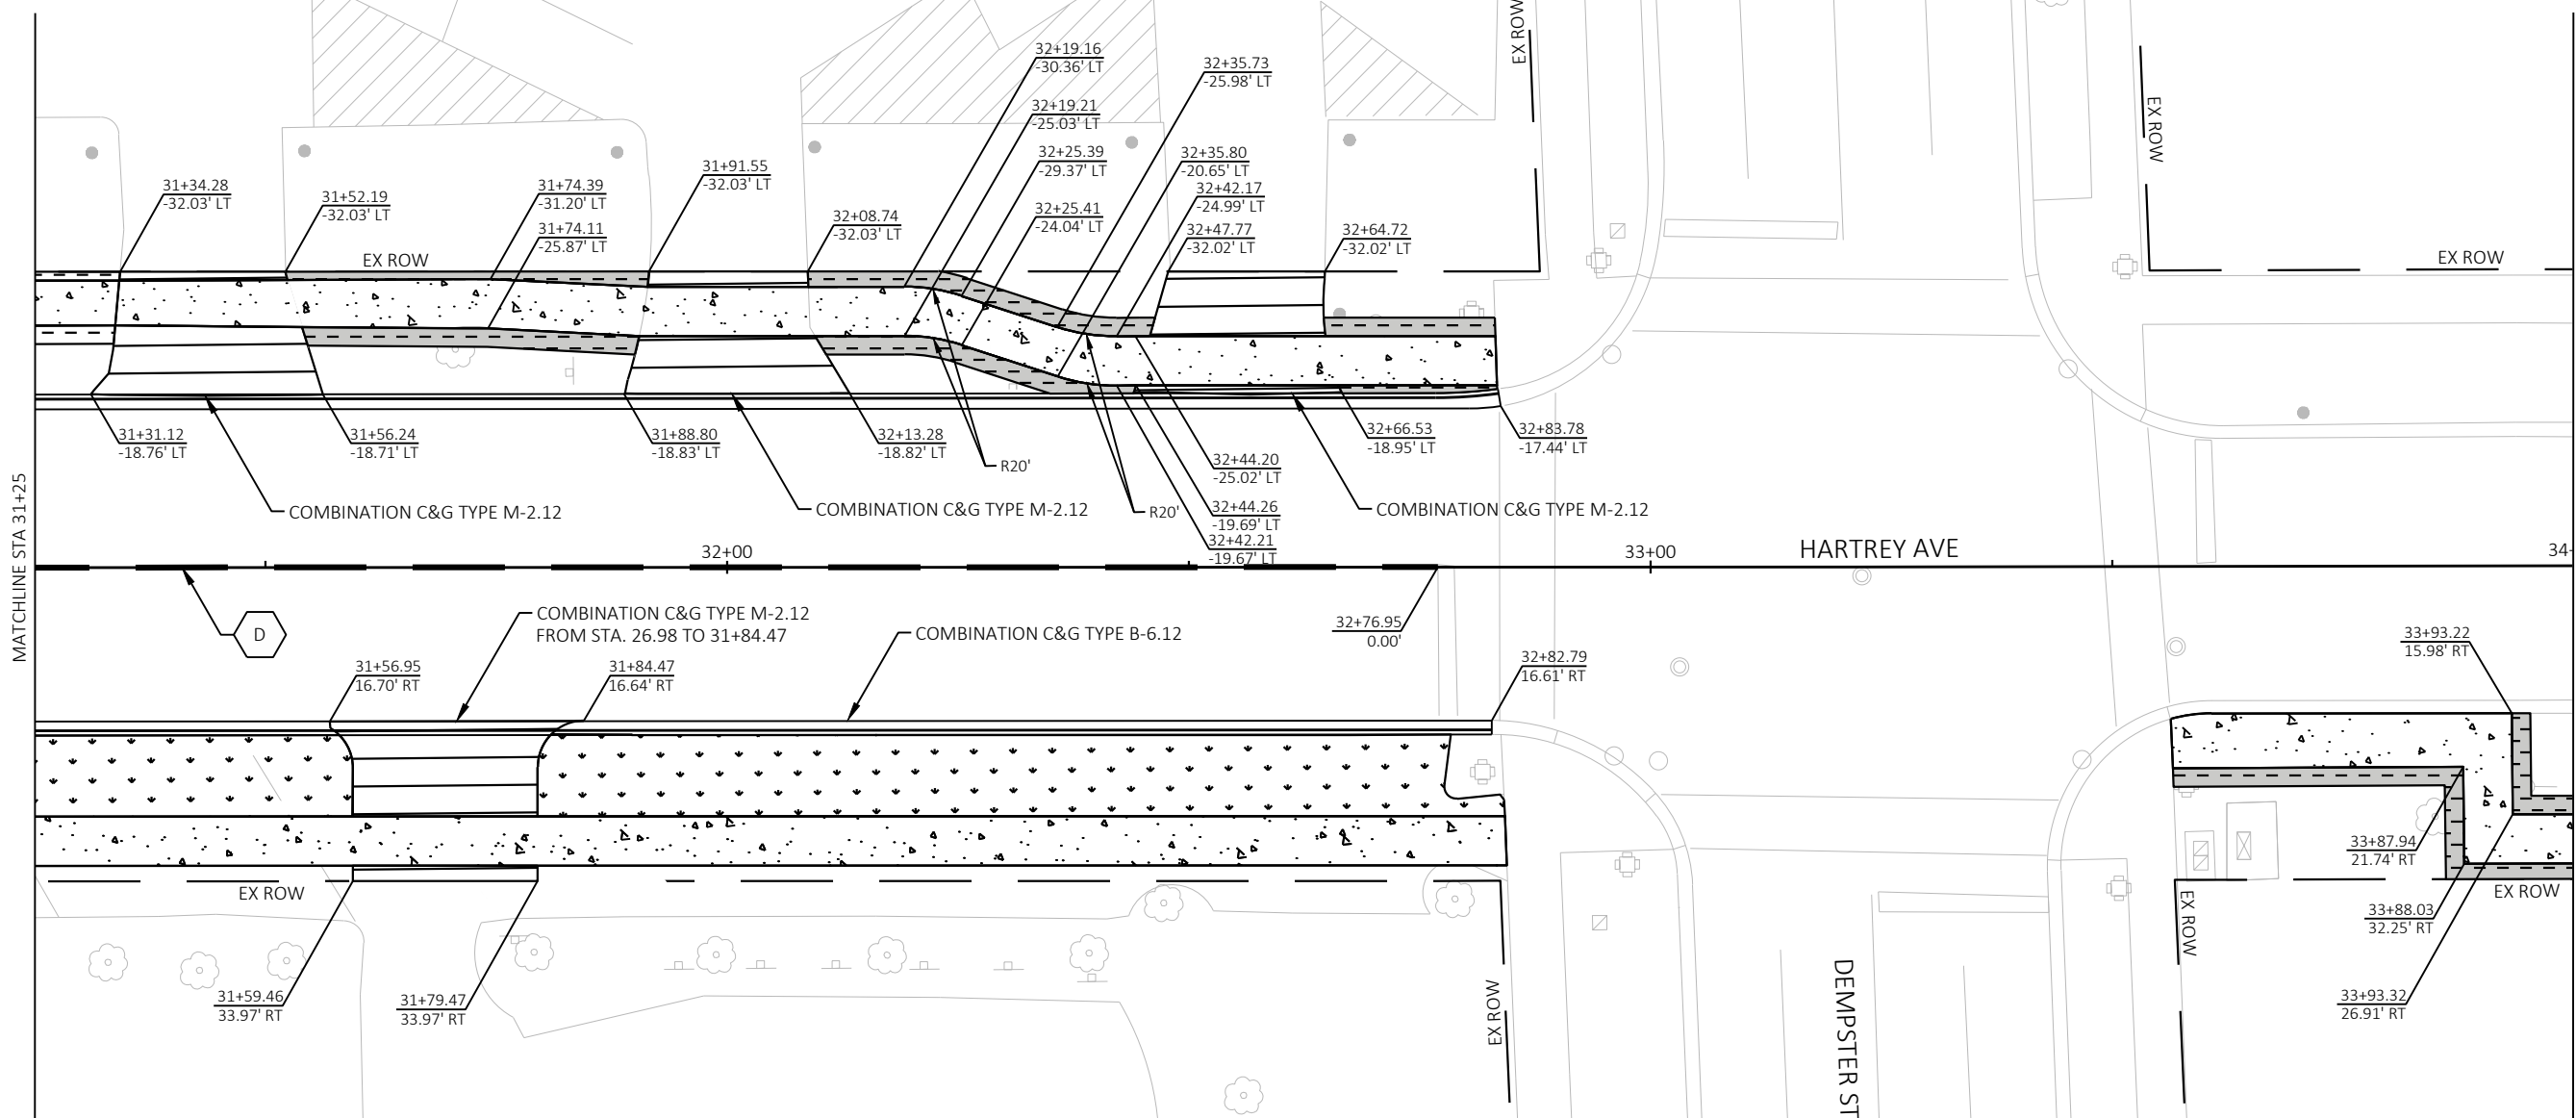 EX ROW
32+19.16
-30.36' LT
32+35.73
-25.98' LT
32+19.21
-25.03' LT
EX ROW
32+25.39
-29.37' LT
32+35.80
-20.65' LT
31+91.55
-32.03' LT
31+34.28
-32.03' LT
31+74.39
-31.20' LT
31+52.19
-32.03' LT
32+42.17
-24.99' LT
32+08.74
-32.03' LT
32+25.41
-24.04' LT
31+74.11
-25.87' LT
32+47.77
-32.02' LT
32+64.72
-32.02' LT
EX ROW
EX ROW
31+31.12
-18.76' LT
31+56.24
-18.71' LT
31+88.80
-18.83' LT
32+13.28
-18.82' LT
32+66.53
-18.95' LT
32+83.78
-17.44' LT
R20'
32+44.20
-25.02' LT
COMBINATION C&G TYPE M-2.12
COMBINATION C&G TYPE M-2.12
R20'
COMBINATION C&G TYPE M-2.12
32+44.26
-19.69' LT
32+42.21
-19.67' LT
MATCHLINE STA 31+25
32+00
33+00
HARTREY AVE
34+
D
COMBINATION C&G TYPE M-2.12
FROM STA. 26.98 TO 31+84.47
COMBINATION C&G TYPE B-6.12
32+76.95
0.00'
33+93.22
15.98' RT
31+56.95
16.70' RT
31+84.47
16.64' RT
32+82.79
16.61' RT
33+87.94
21.74' RT
EX ROW
EX ROW
EX ROW
33+88.03
32.25' RT
31+59.46
33.97' RT
31+79.47
33.97' RT
33+93.32
26.91' RT
EX ROW
DEMPSTER ST